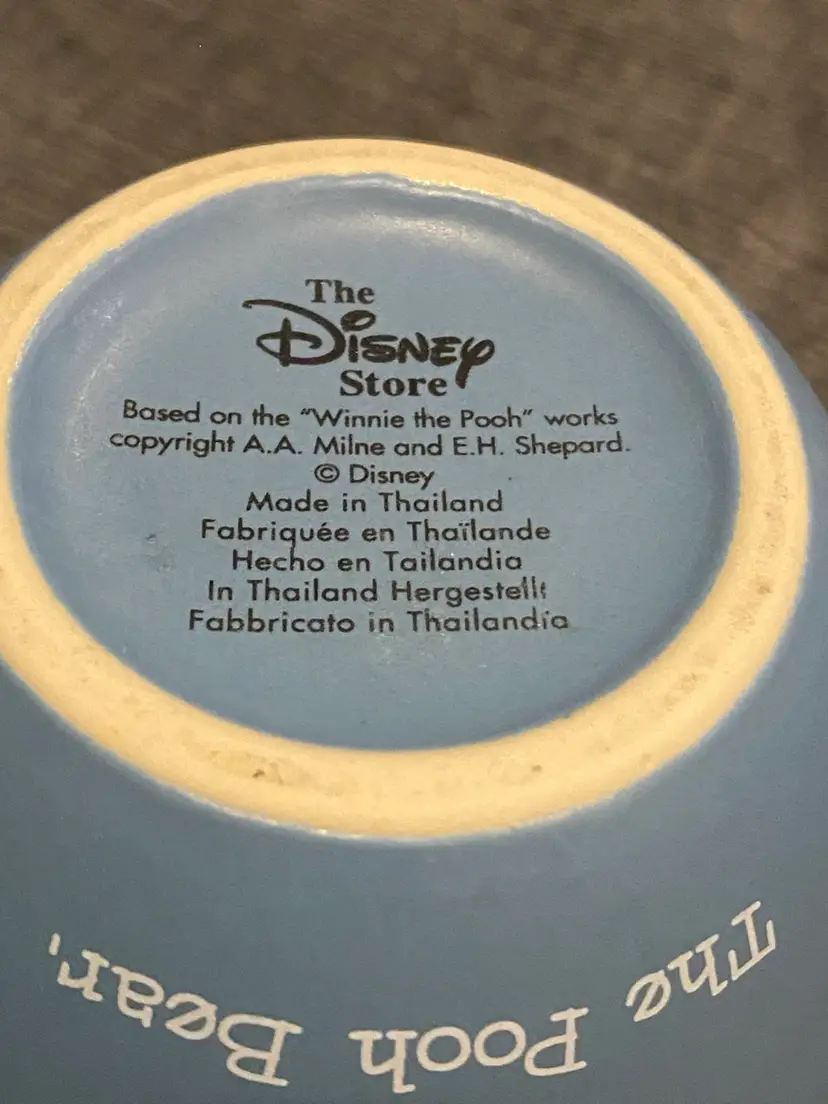 The
Disney
Store
Based on the "Winnie the Pooh" works
copyright A.A. Milne and E.H. Shepard.
© Disney
Made in Thailand
Fabriquée en Thaïlande
Hecho en Tailandia
In Thailand Hergestellt
Fabbricato in Thailandia
The Pooh Bear,